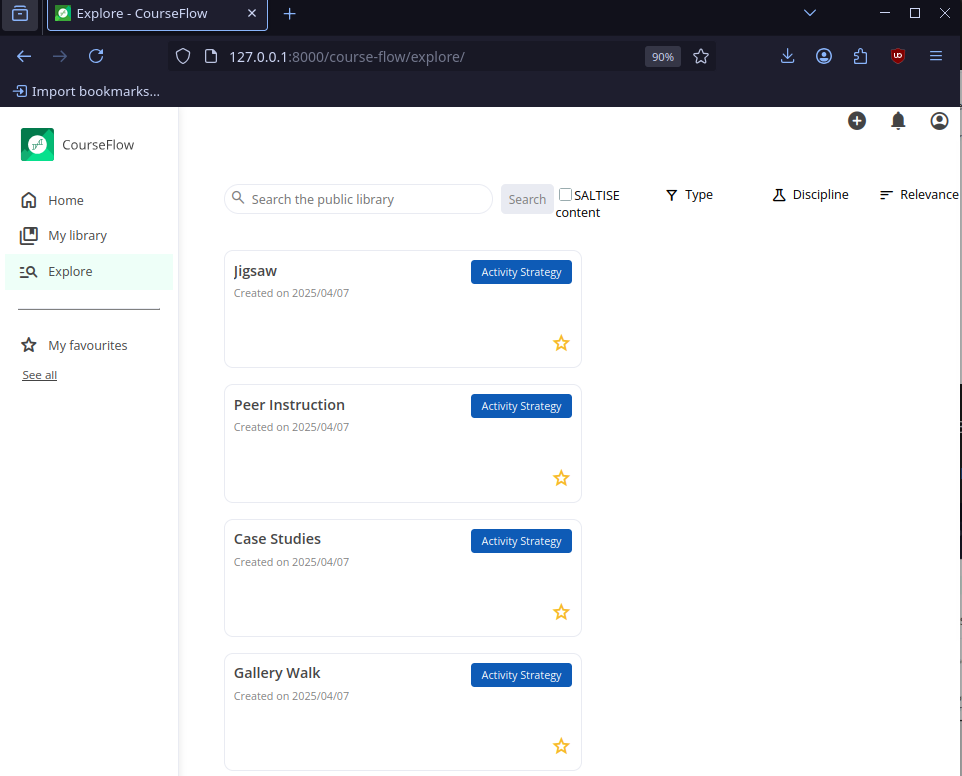 Explore - CourseFlow
127.0.0.1:8000/course-flow/explore/
90%
UD
Import bookmarks...
CourseFlow
Home
My library
Explore
My favourites
See all
Search the public library
Search
SALTISE
content
Type
Discipline
Relevance
Jigsaw
Activity Strategy
Created on 2025/04/07
Peer Instruction
Activity Strategy
Created on 2025/04/07
Case Studies
Activity Strategy
Created on 2025/04/07
Gallery Walk
Activity Strategy
Created on 2025/04/07